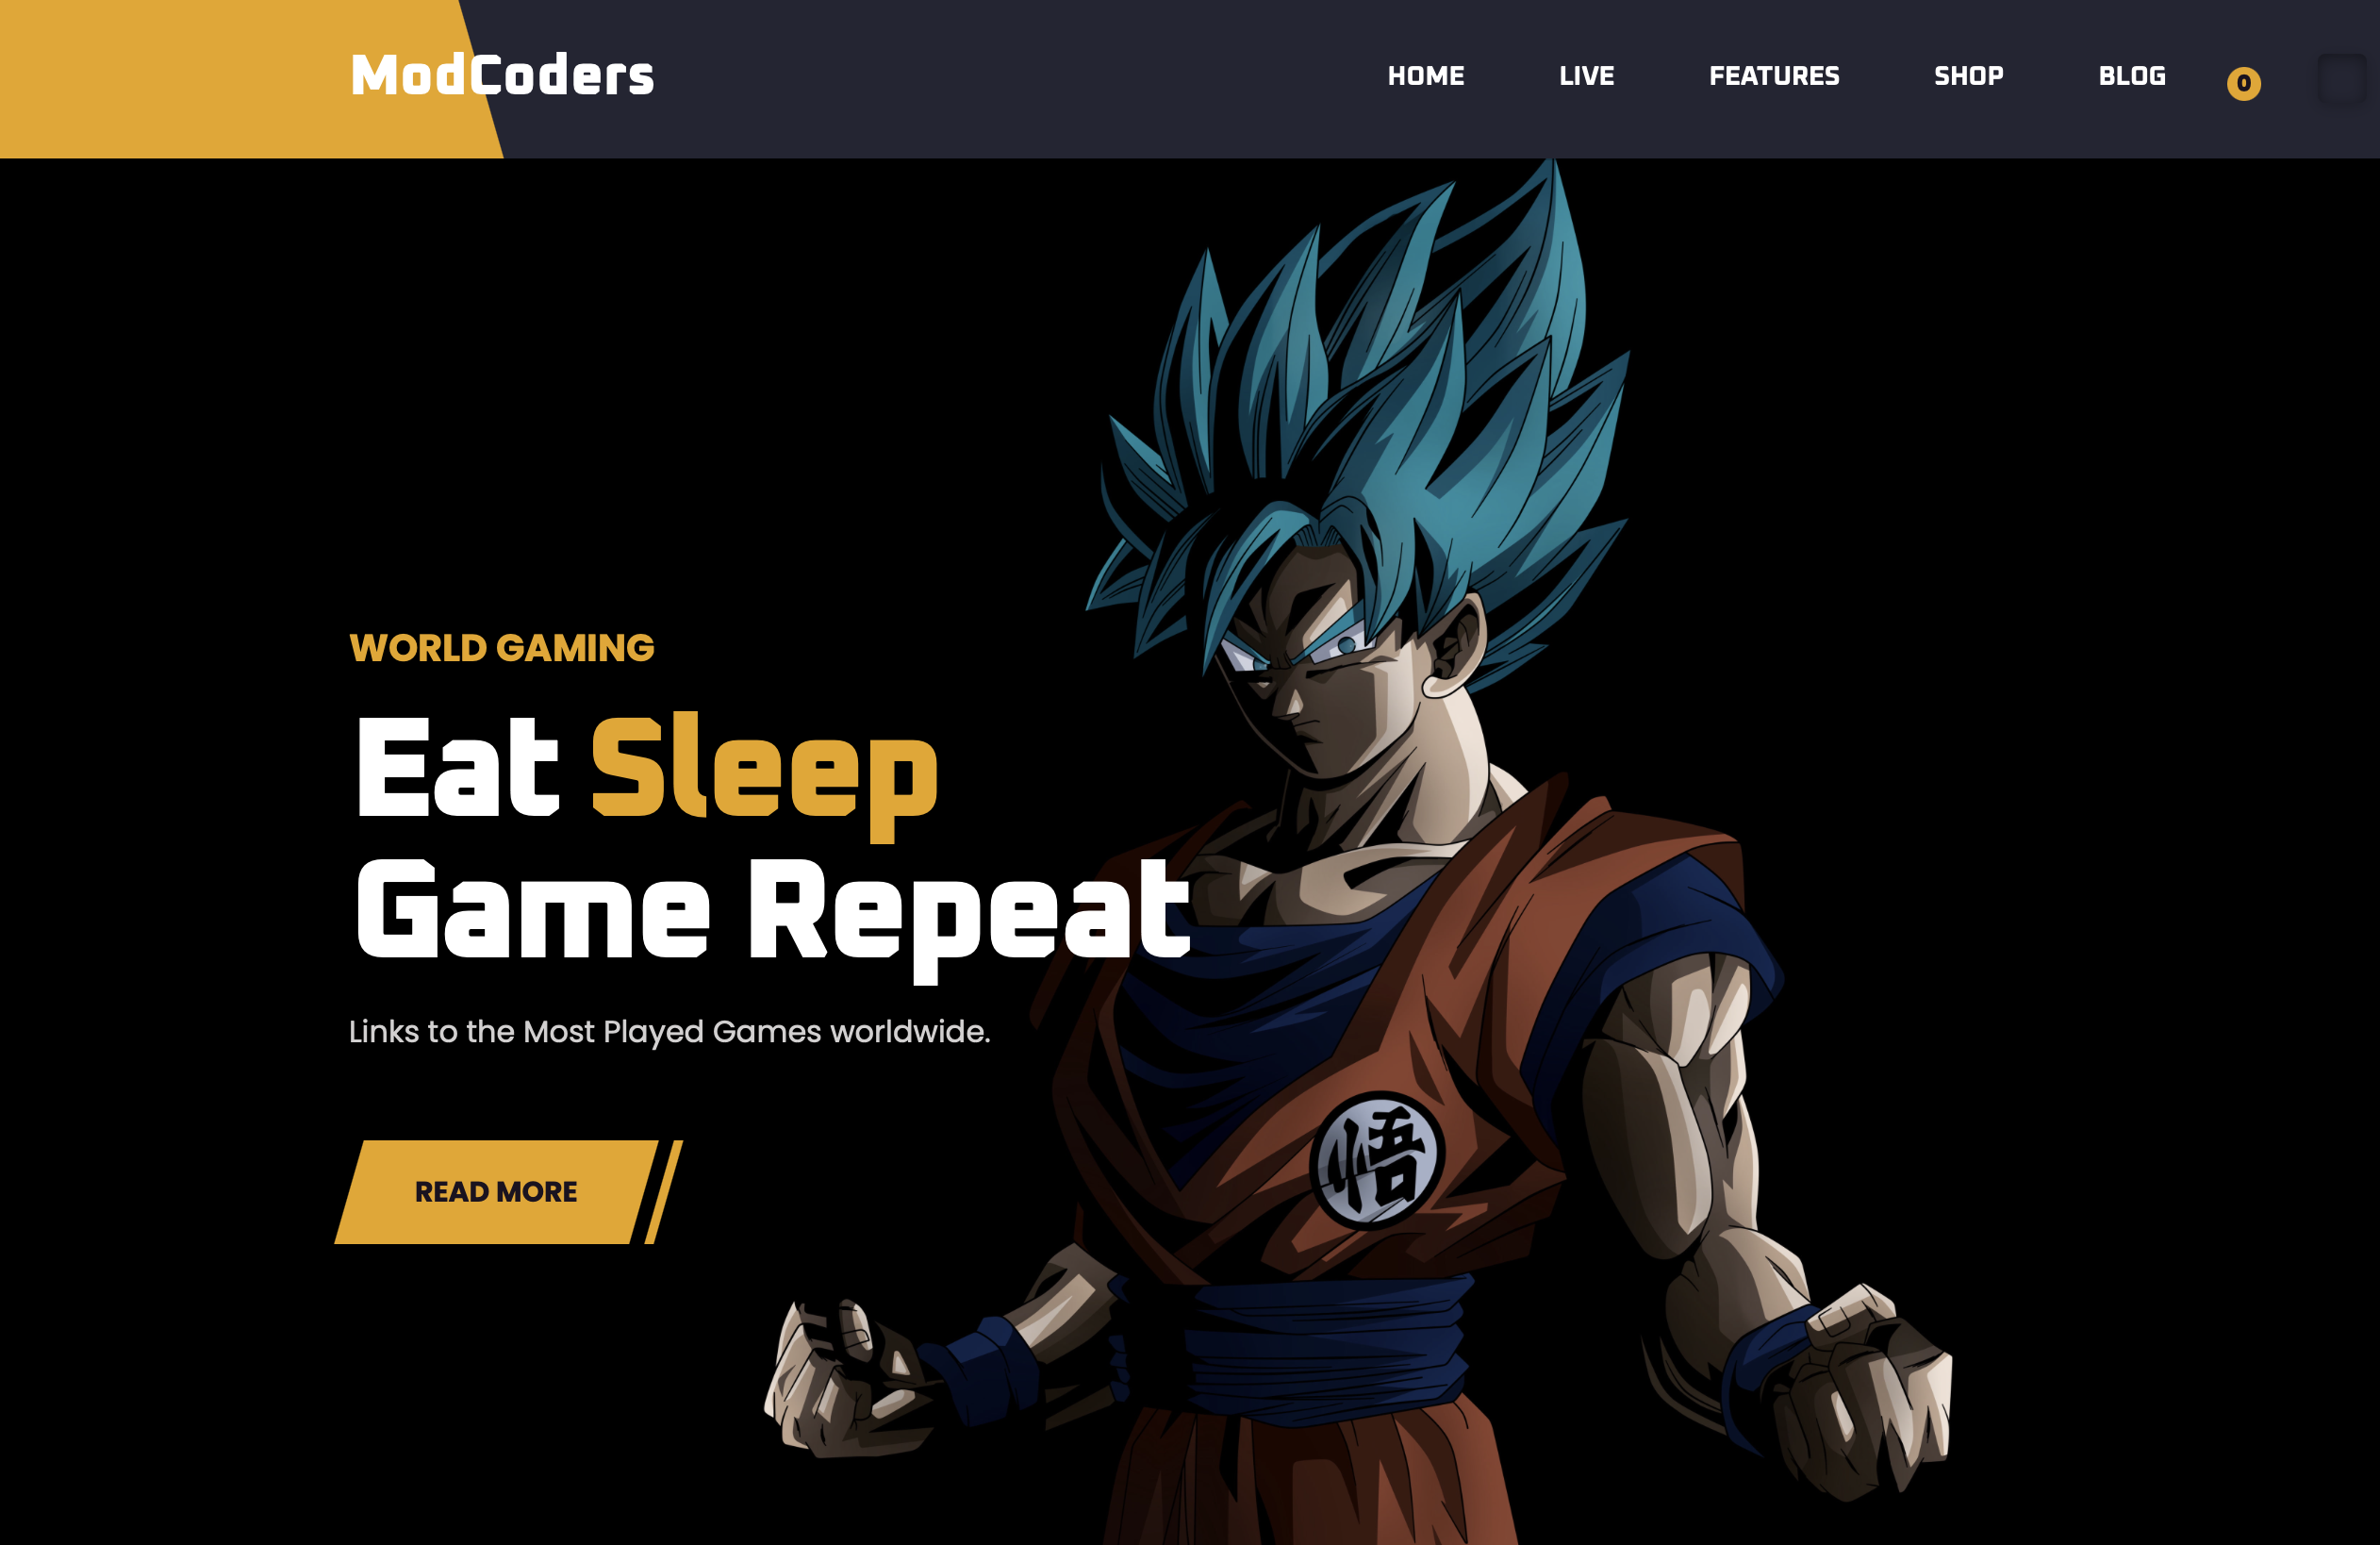 ModCoders
HOME LIVE FEATURES SHOP BLOG 0
WORLD GAMING
Eat Sleep
Game Repeat
Links to the Most Played Games worldwide.
READ MORE
悟